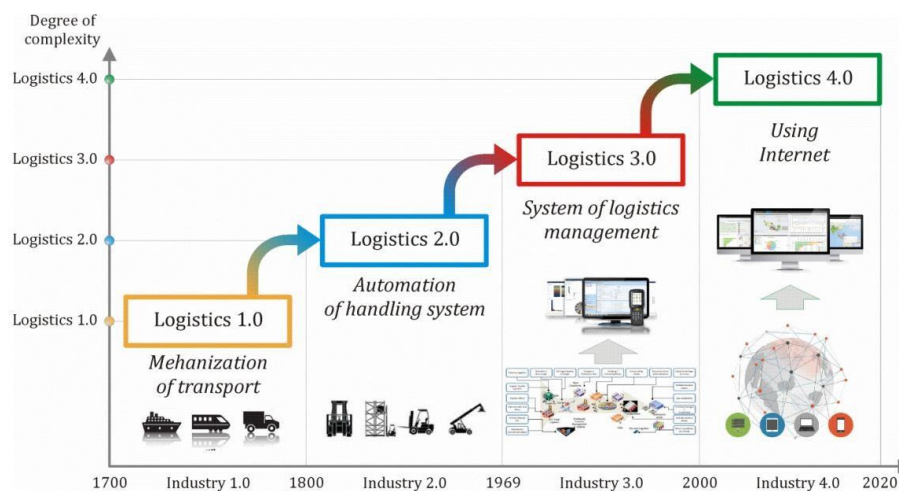 Degree of
complexity
Logistics 4.0
Logistics 3.0
Logistics 2.0
Logistics 1.0
Logistics 1.0
Mehanization
of transport
Logistics 2.0
Automation
of handling system
Logistics 3.0
System of logistics
management
Logistics 4.0
Using
Internet
1700 Industry 1.0 1800 Industry 2.0 1969 Industry 3.0 2000 Industry 4.0 2020